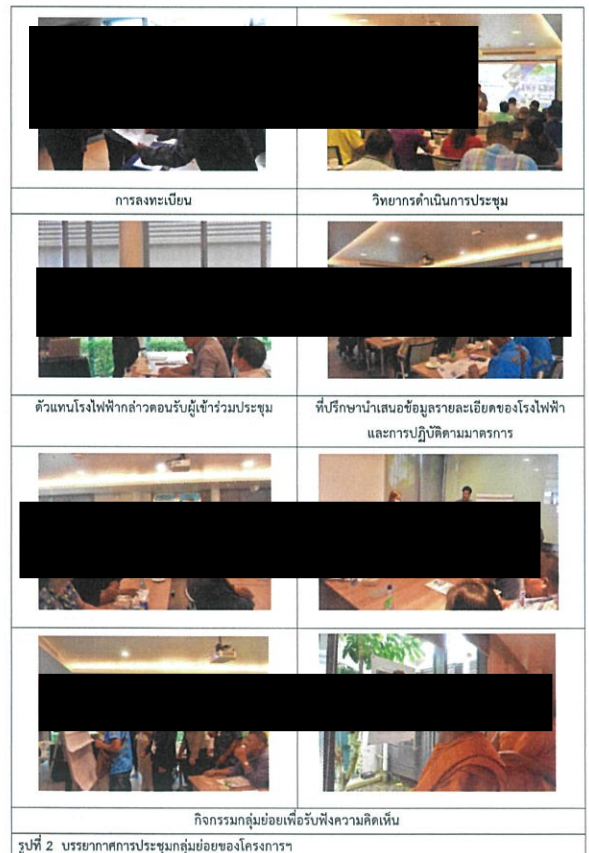 การลงทะเบียน
วิทยากรดำเนินการประชุม
ตัวแทนโรงไฟฟ้ากล่าวตอนรับผู้เข้าร่วมประชุม
ที่ปรึกษานำเสนอข้อมูลรายละเอียดของโรงไฟฟ้า
และการปฏิบัติตามมาตรการ
กิจกรรมกลุ่มย่อยเพื่อรับฟังความคิดเห็น
รูปที่ 2 บรรยากาศการประชุมกลุ่มย่อยของโครงการฯ